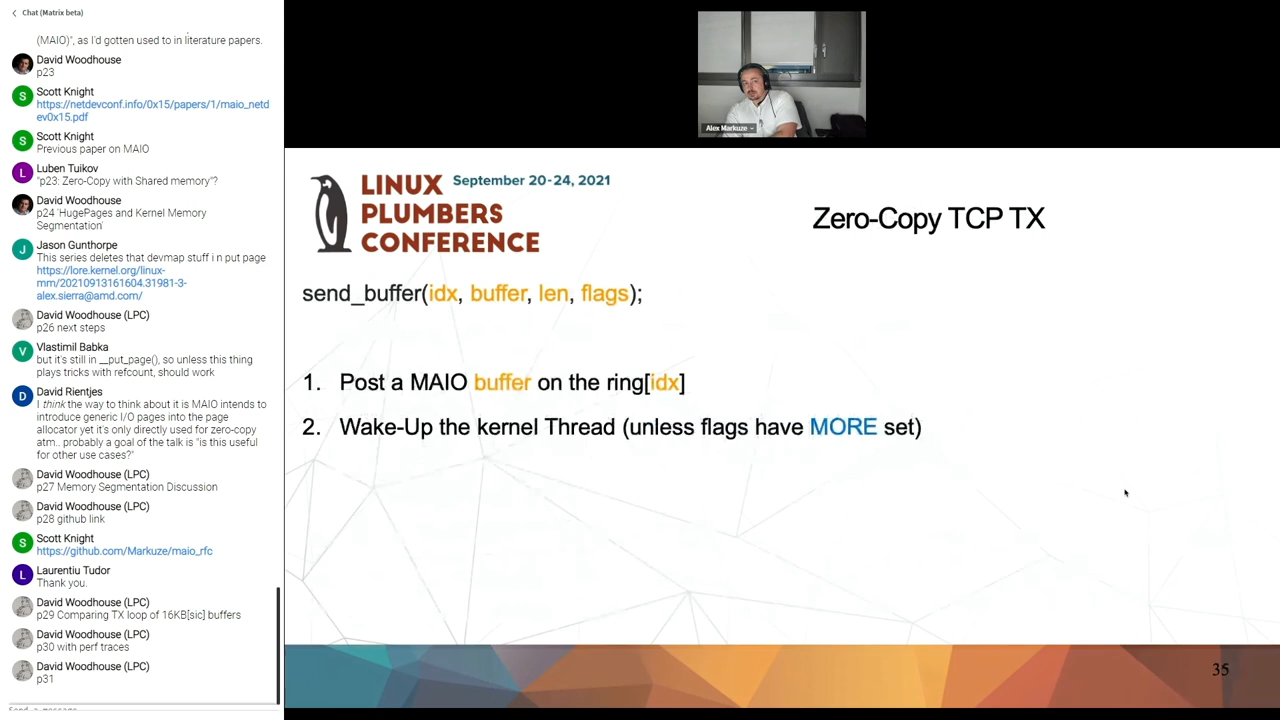 Chat (Matrix beta)
(MAIO)", as I'd gotten used to in literature papers.
David Woodhouse
p23
S
Scott Knight
https://netdevconf.info/0x15/papers/1/maio_netd
ev0x15.pdf
S
Scott Knight
Previous paper on MAIO
L
Luben Tuikov
"p23: Zero-Copy with Shared memory"?
David Woodhouse
p24 'HugePages and Kernel Memory
Segmentation'
J
Jason Gunthorpe
This series deletes that devmap stuff i n put page
https://lore.kernel.org/linux-
mm/20210913161604.31981-3-
alex.sierra@amd.com/
David Woodhouse (LPC)
p26 next steps
V
Vlastimil Babka
but it's still in __put_page(), so unless this thing
plays tricks with refcount, should work
D
David Rientjes
I think the way to think about it is MAIO intends to
introduce generic I/O pages into the page
allocator yet it's only directly used for zero-copy
atm.. probably a goal of the talk is "is this useful
for other use cases?"
David Woodhouse (LPC)
p27 Memory Segmentation Discussion
David Woodhouse (LPC)
p28 github link
S
Scott Knight
https://github.com/Markuze/maio_rfc
L
Laurentiu Tudor
Thank you.
David Woodhouse (LPC)
p29 Comparing TX loop of 16KB[sic] buffers
David Woodhouse (LPC)
p30 with perf traces
David Woodhouse (LPC)
p31
Send a message
Alex Markuze
LINUX September 20-24, 2021
PLUMBERS
CONFERENCE
Zero-Copy TCP TX
send_buffer(idx, buffer, len, flags);
1. Post a MAIO buffer on the ring[idx]
2. Wake-Up the kernel Thread (unless flags have MORE set)
35